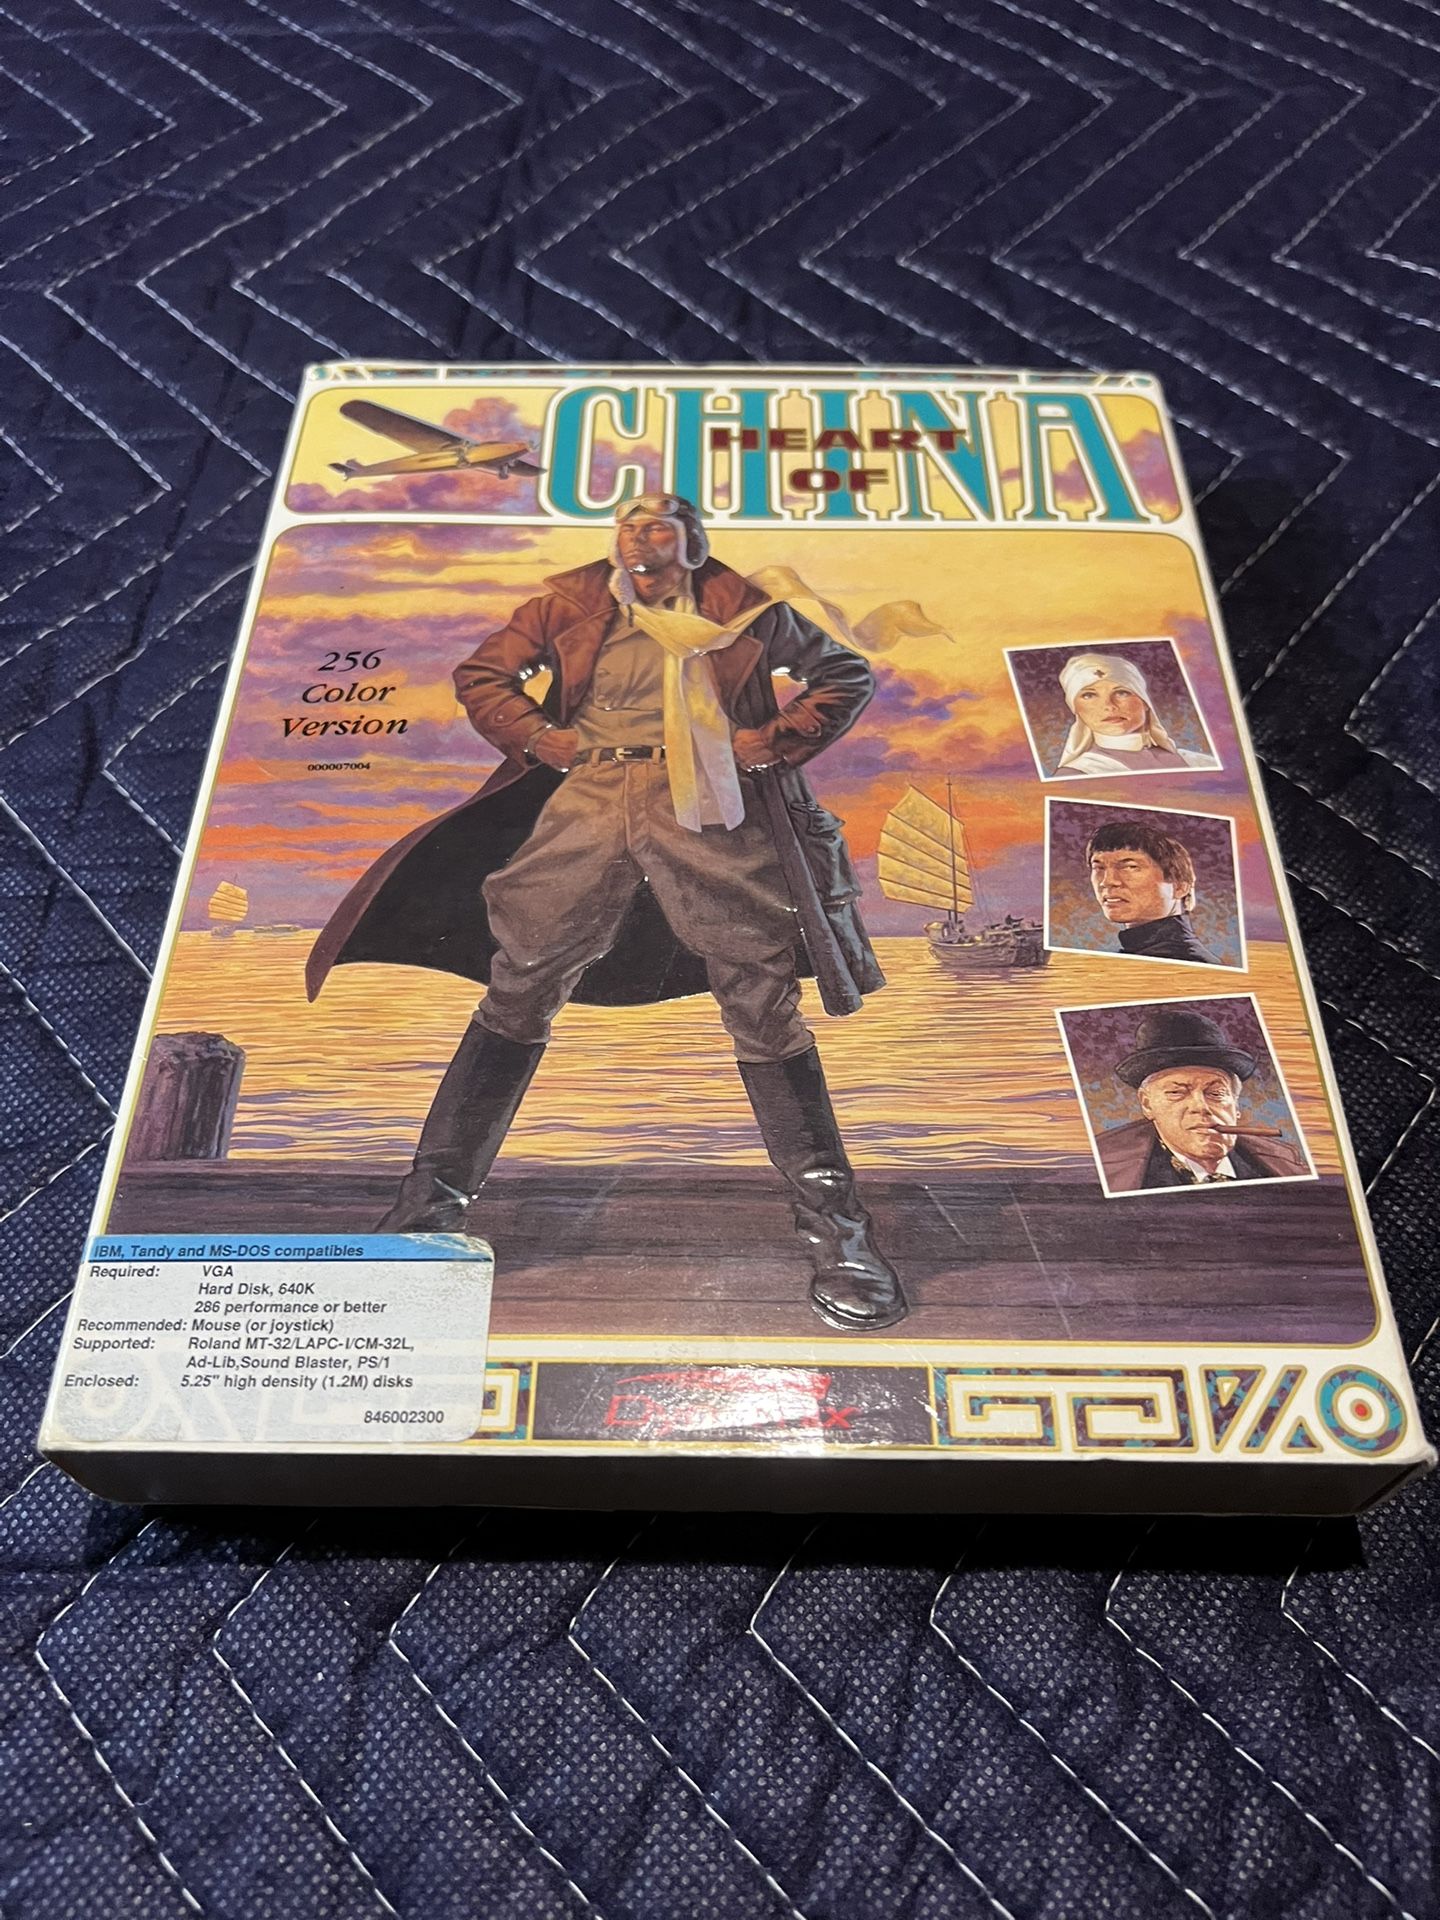 CHINA
HEART
OF
256
Color
Version
000007004
IBM, Tandy and MS-DOS compatibles
Required: VGA
Hard Disk, 640K
286 performance or better
Recommended: Mouse (or joystick)
Supported: Roland MT-32/LAPC-I/CM-32L,
Ad-Lib,Sound Blaster, PS/1
Enclosed: 5.25" high density (1.2M) disks
846002300
Dynamix